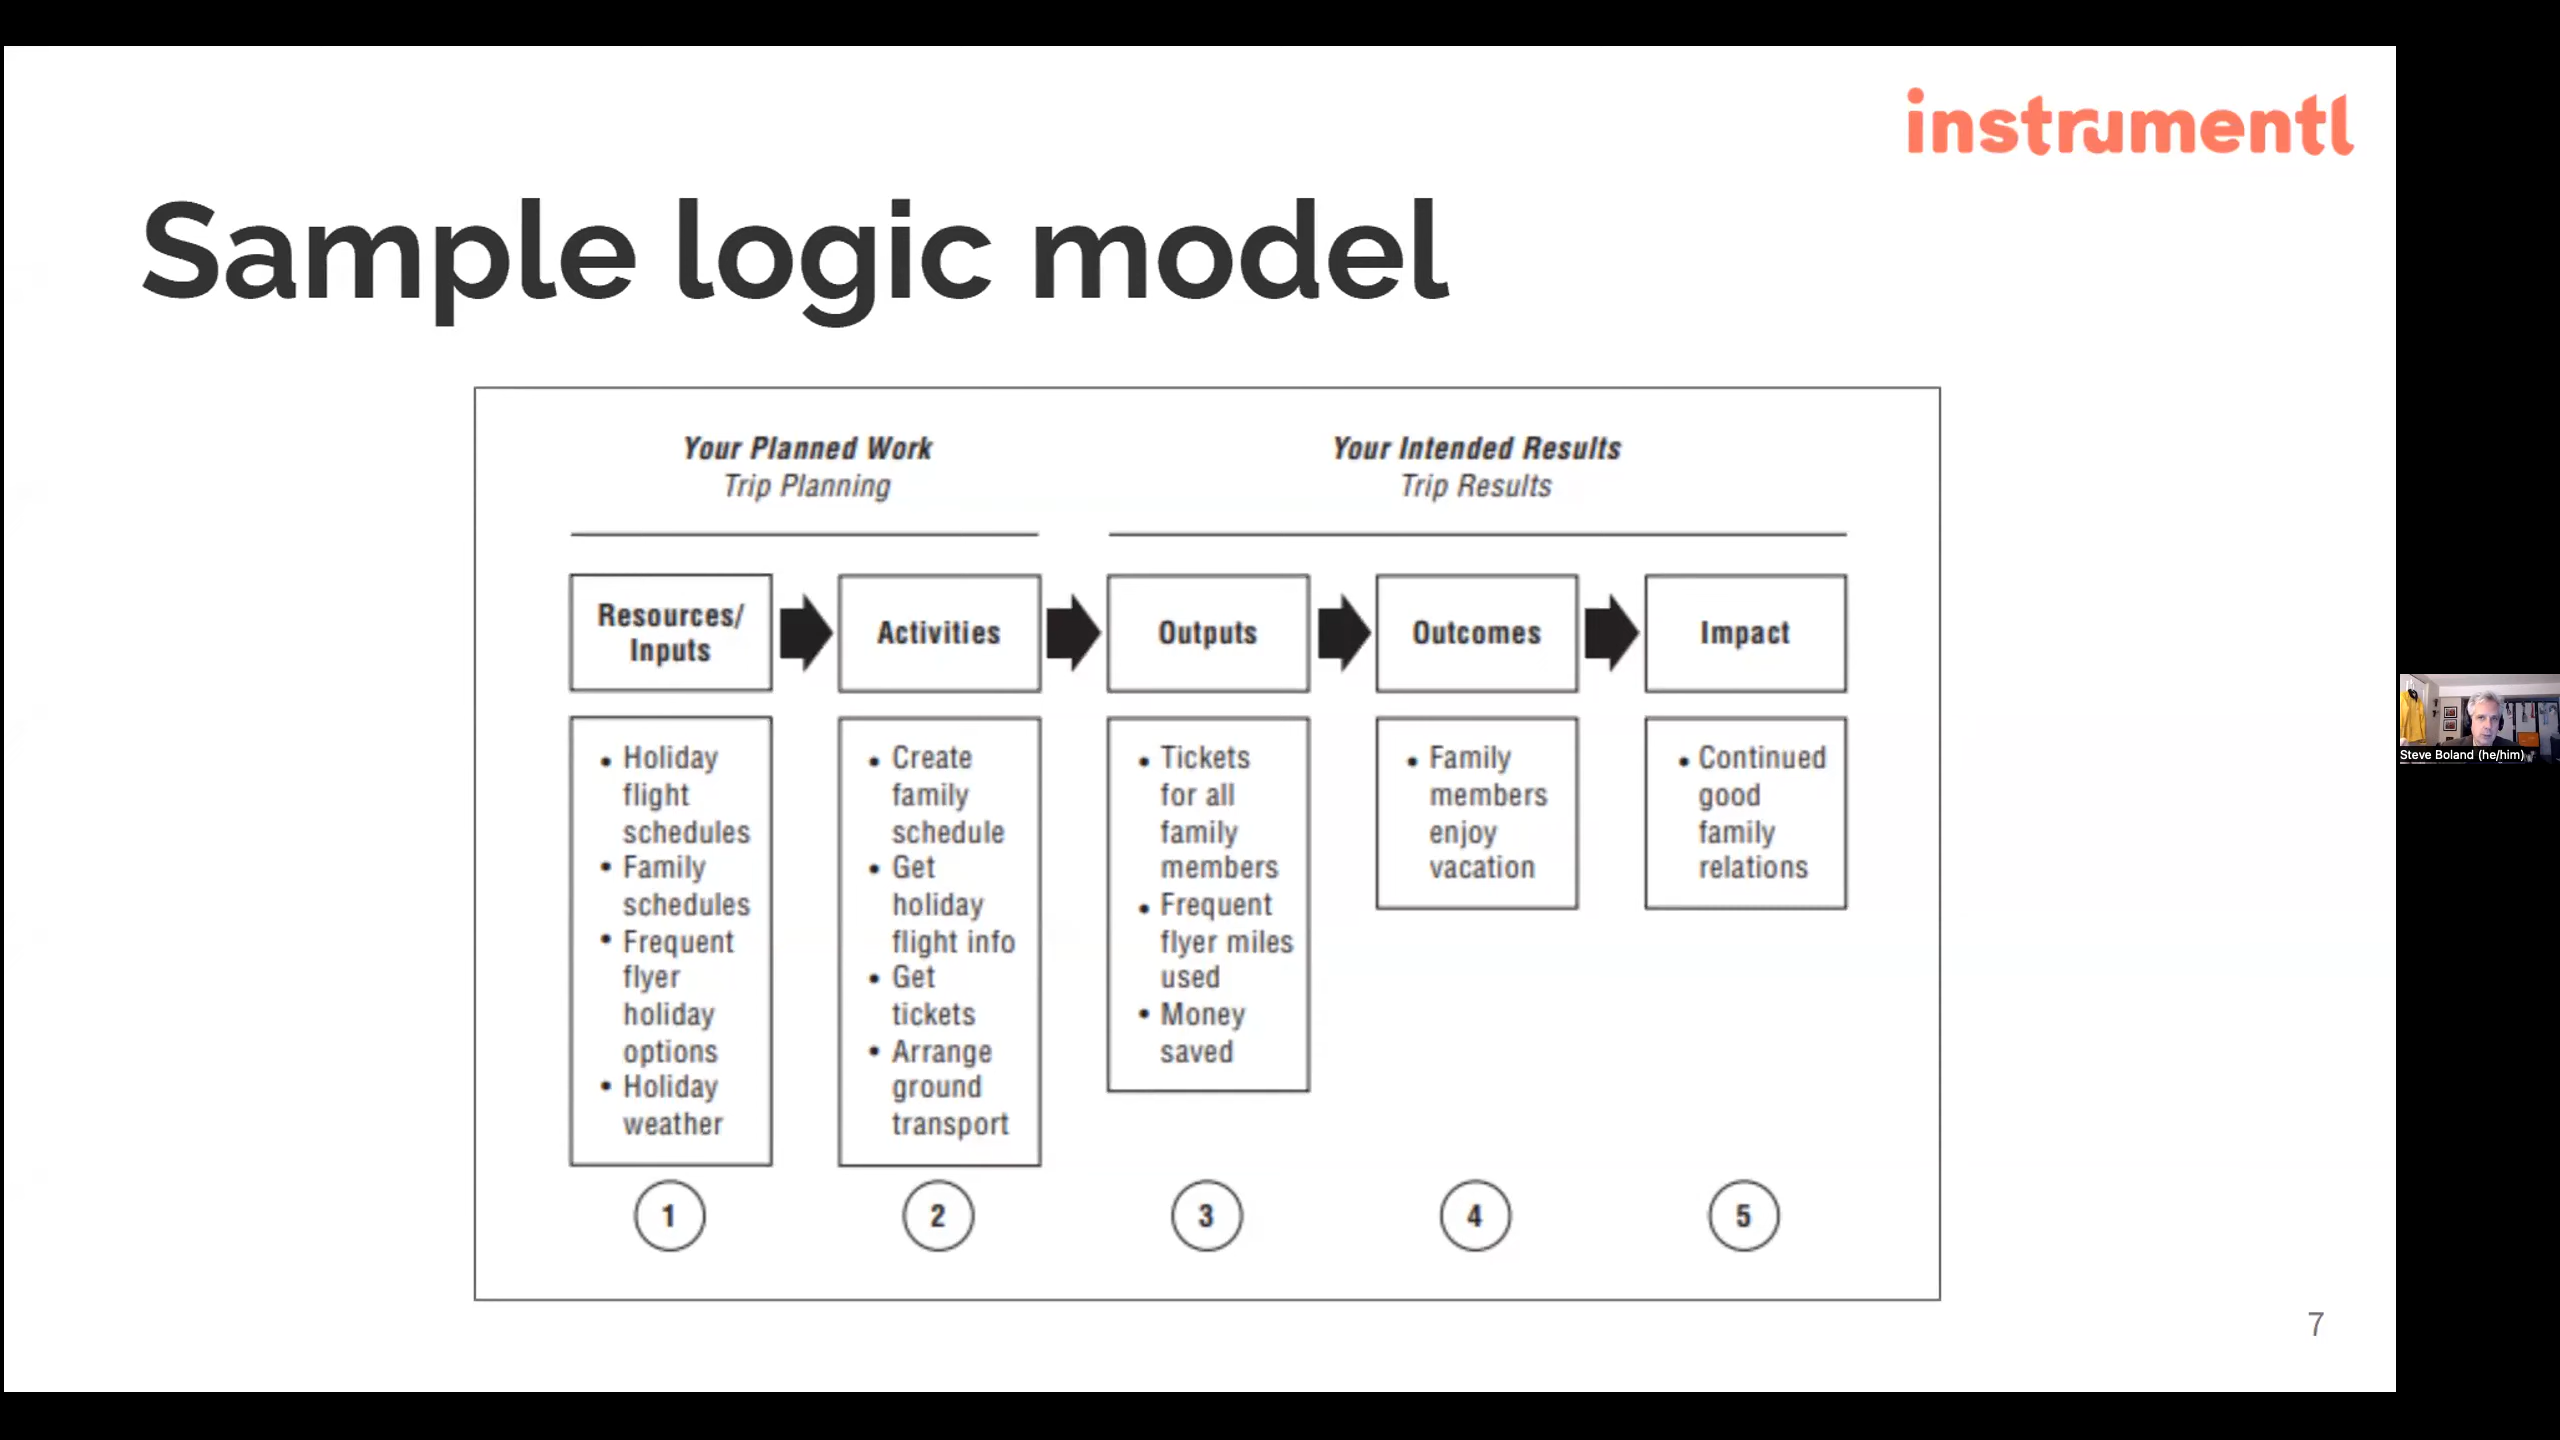 instrumentl
Sample logic model
Your Planned Work
Trip Planning
Your Intended Results
Trip Results
Resources/
Inputs
Activities
Outputs
Outcomes
Impact
• Holiday
flight
schedules
• Family
schedules
• Frequent
flyer
holiday
options
• Holiday
weather
• Create
family
schedule
• Get
holiday
flight info
• Get
tickets
• Arrange
ground
transport
• Tickets
for all
family
members
• Frequent
flyer miles
used
• Money
saved
• Family
members
enjoy
vacation
• Continued
good
family
relations
1
2
3
4
5
7
Steve Boland (he/him)